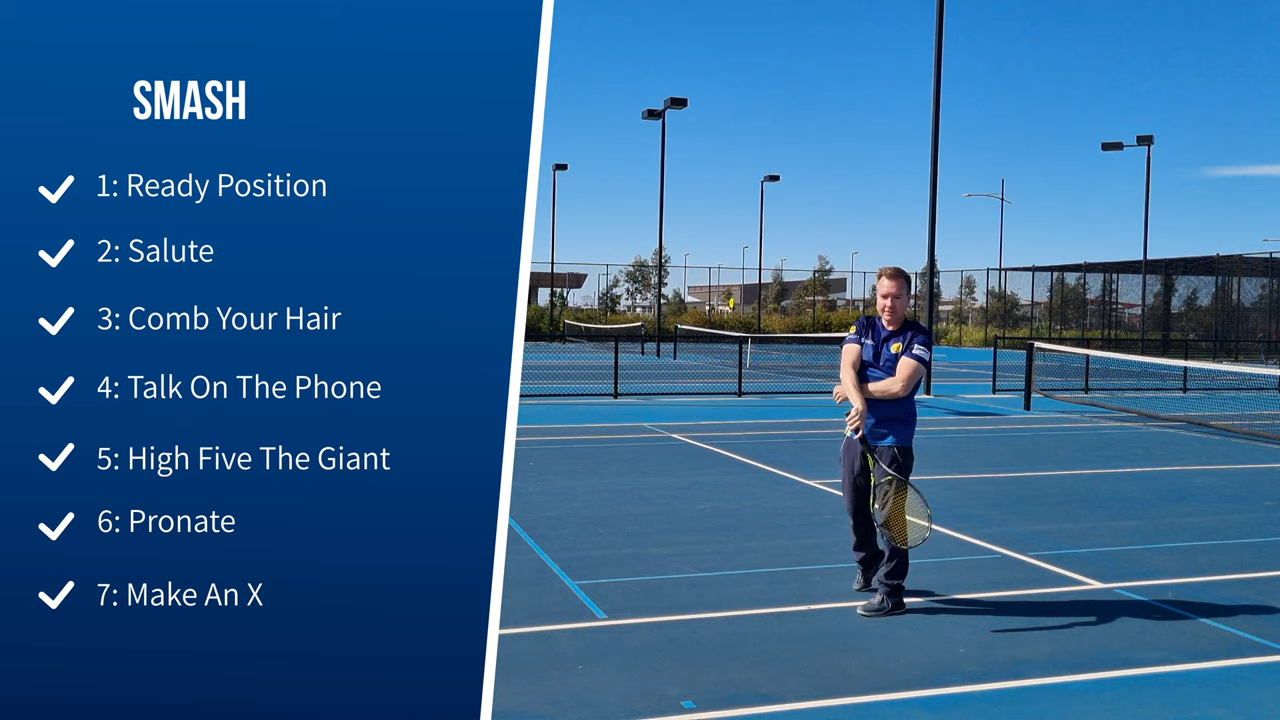 SMASH
1: Ready Position
2: Salute
3: Comb Your Hair
4: Talk On The Phone
5: High Five The Giant
6: Pronate
7: Make An X